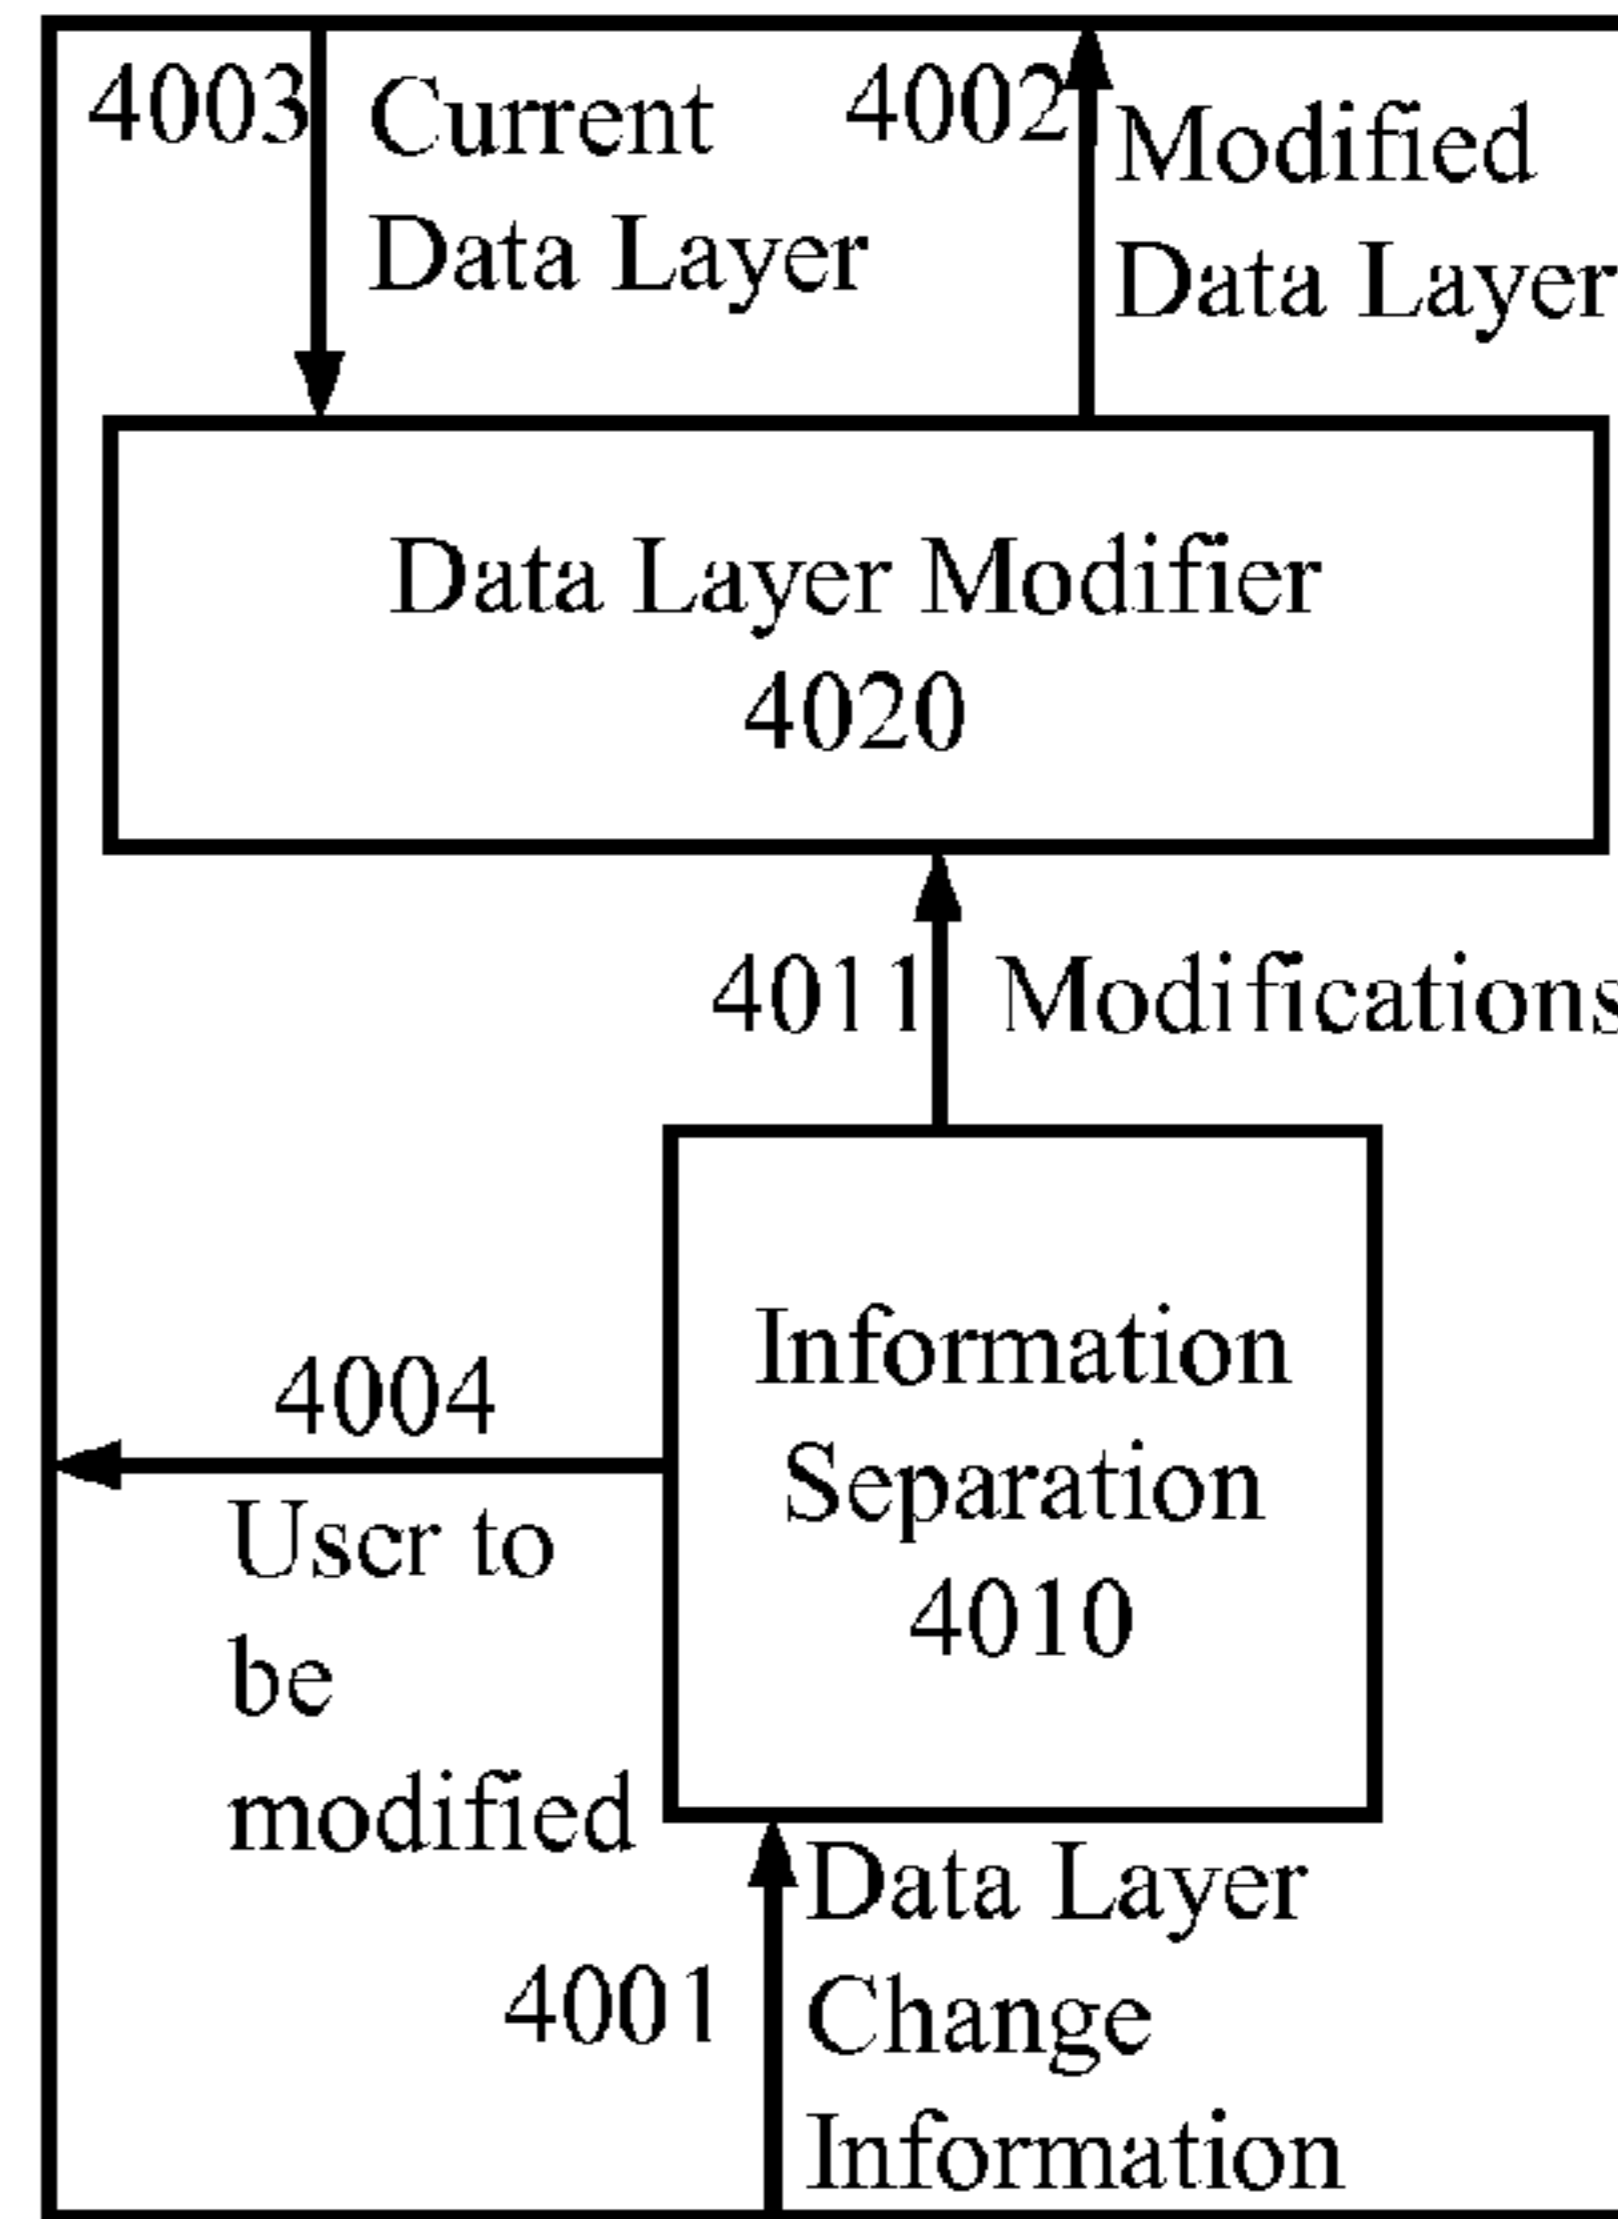 4003
Current
Data Layer
4002
Modified
Data Layer
Data Layer Modifier
4020
4011
Modifications
Information
Separation
4010
4004
User to
be
modified
4001
Data Layer
Change
Information